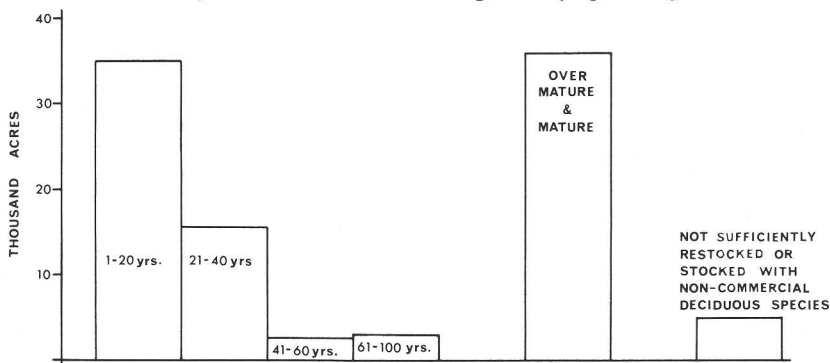 40
30
20
10
THOUSAND ACRES
1-20 yrs.
21-40 yrs
41-60 yrs.
61-100 yrs.
OVER
MATURE
&
MATURE
NOT SUFFICIENTLY
RESTOCKED OR
STOCKED WITH
NON-COMMERCIAL
DECIDUOUS SPECIES